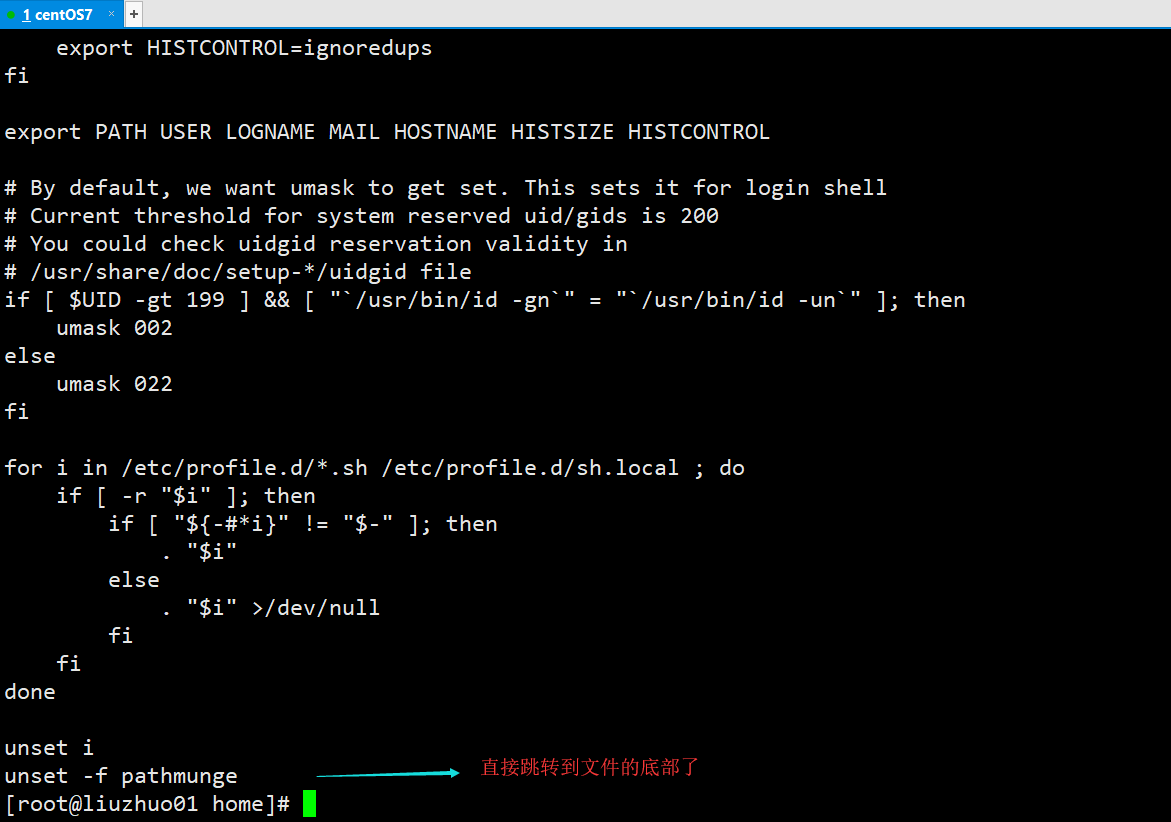 1 centOS7 × +
    export HISTCONTROL=ignoredups
fi

export PATH USER LOGNAME MAIL HOSTNAME HISTSIZE HISTCONTROL

# By default, we want umask to get set. This sets it for login shell
# Current threshold for system reserved uid/gids is 200
# You could check uidgid reservation validity in
# /usr/share/doc/setup-*/uidgid file
if [ $UID -gt 199 ] && [ "`/usr/bin/id -gn`" = "`/usr/bin/id -un`" ]; then
    umask 002
else
    umask 022
fi

for i in /etc/profile.d/*.sh /etc/profile.d/sh.local ; do
    if [ -r "$i" ]; then
        if [ "${-#*i}" != "$-" ]; then
            . "$i"
        else
            . "$i" >/dev/null
        fi
    fi
done

unset i
unset -f pathmunge
直接跳转到文件的底部了
[root@liuzhuo01 home]#